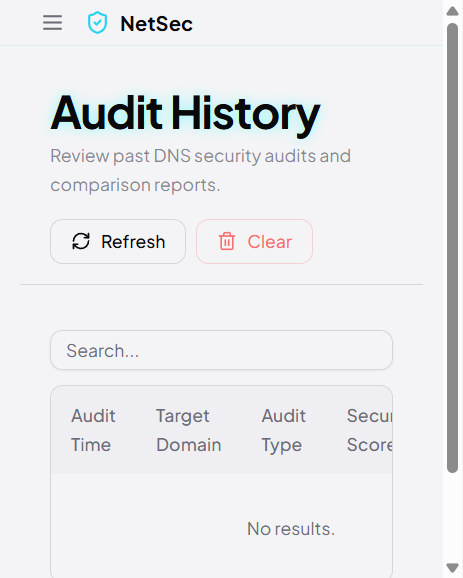 NetSec
Audit History
Review past DNS security audits and
comparison reports.
Refresh
Clear
Search...
Audit Time
Target Domain
Audit Type
Secur Score
No results.